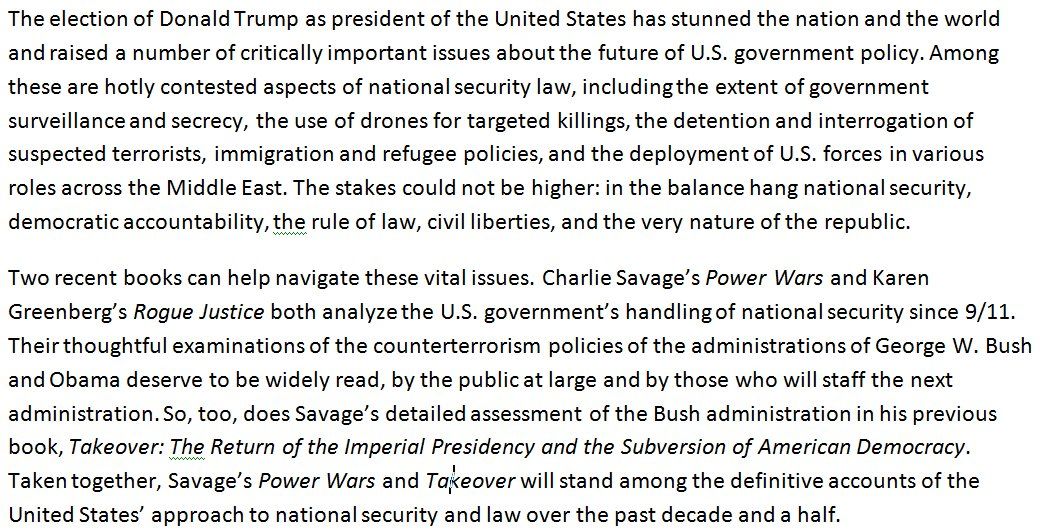 The election of Donald Trump as president of the United States has stunned the nation and the world
and raised a number of critically important issues about the future of U.S. government policy. Among
these are hotly contested aspects of national security law, including the extent of government
surveillance and secrecy, the use of drones for targeted killings, the detention and interrogation of
suspected terrorists, immigration and refugee policies, and the deployment of U.S. forces in various
roles across the Middle East. The stakes could not be higher: in the balance hang national security,
democratic accountability, the rule of law, civil liberties, and the very nature of the republic.
Two recent books can help navigate these vital issues. Charlie Savage’s Power Wars and Karen
Greenberg’s Rogue Justice both analyze the U.S. government’s handling of national security since 9/11.
Their thoughtful examinations of the counterterrorism policies of the administrations of George W. Bush
and Obama deserve to be widely read, by the public at large and by those who will staff the next
administration. So, too, does Savage’s detailed assessment of the Bush administration in his previous
book, Takeover: The Return of the Imperial Presidency and the Subversion of American Democracy.
Taken together, Savage’s Power Wars and Takeover will stand among the definitive accounts of the
United States’ approach to national security and law over the past decade and a half.